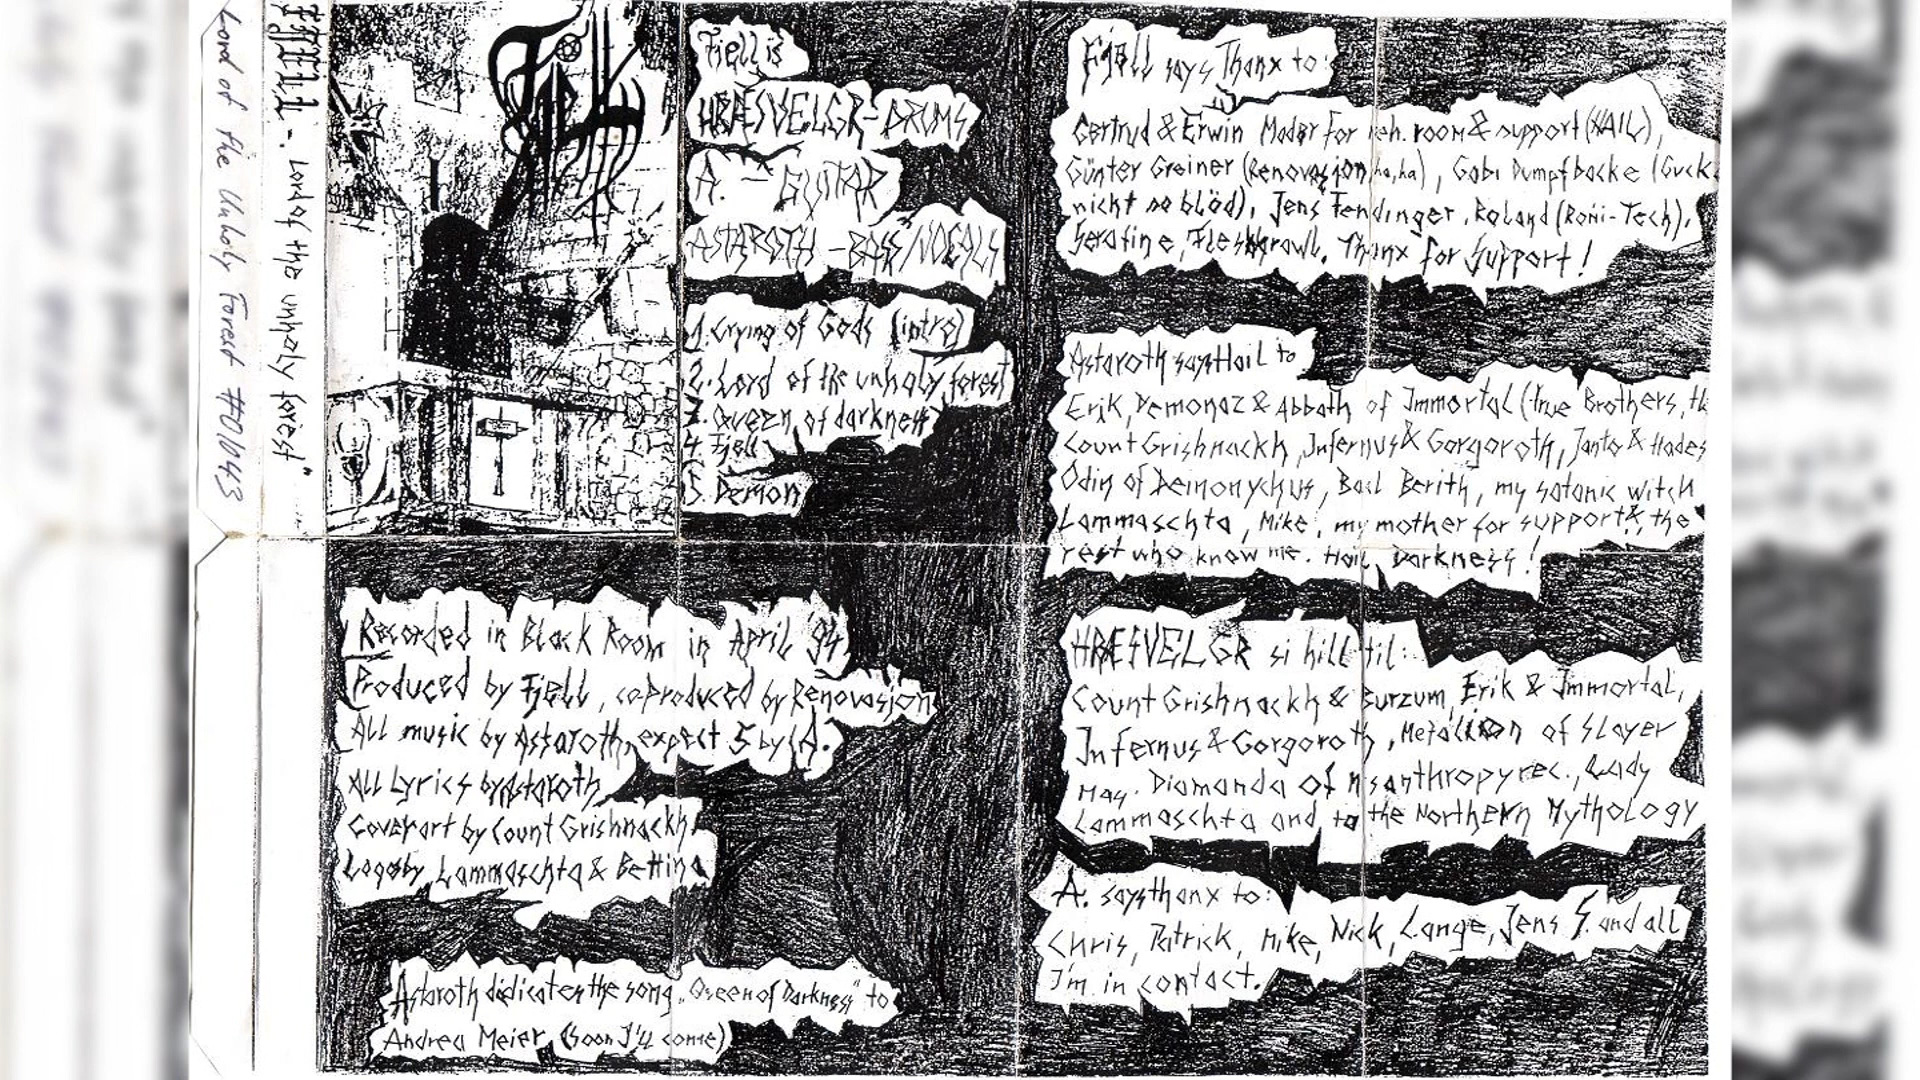 Lord of the Unholy Forest #01043
FJELL - "Lord of the unholy forest"
Fjell
Fjell is
HRÆSVELGR - DRUMS
A. - GUITAR
ASTAROTH - BASS/VOCALS
1. Crying of Gods (intro)
2. Lord of the unholy forest
3. Queen of darkness
4. Fjell
5. Demon
Recorded in Black Room in April 94
Produced by Fjell, coproduced by Renovasjon
All music by Astaroth, expect 5 by A.
All Lyrics by Astaroth
Coverart by Count Grishnackh
Logo by Lammaschta & Bettina
Astaroth dedicates the song „Queen of Darkness" to
Andrea Meier (Soon I'll come)
Fjell says Thanx to:
Gertrud & Erwin Mader for reh. room & support (HAIL),
Günter Greiner (Renovasjon, ha, ha), Gabi Dumpfbacke (Guck
nicht so blöd), Jens Fendinger, Roland (Roni-Tech),
Serafine, Fleshcrawl. Thanx for Support!
Astaroth says Hail to
Erik, Demonaz & Abbath of Immortal (true Brothers,
Count Grishnackh, Infernus & Gorgoroth, Janto & Hades
Odin of Deinonychus, Baal Berith, my satanic witch
Lammaschta, Mike, my mother for support & the
rest who know me. Hail Darkness!
HRÆSVELGR si hill til:
Count Grishnackh & Burzum, Erik & Immortal,
Infernus & Gorgoroth, Metallion of Slayer
Mag. Diamanda of Misanthropy rec., Lady
Lammaschta and to the Northern Mythology
A. says thanx to:
Chris, Patrick, Mike, Nick, Lange, Jens S. and all
I'm in contact.